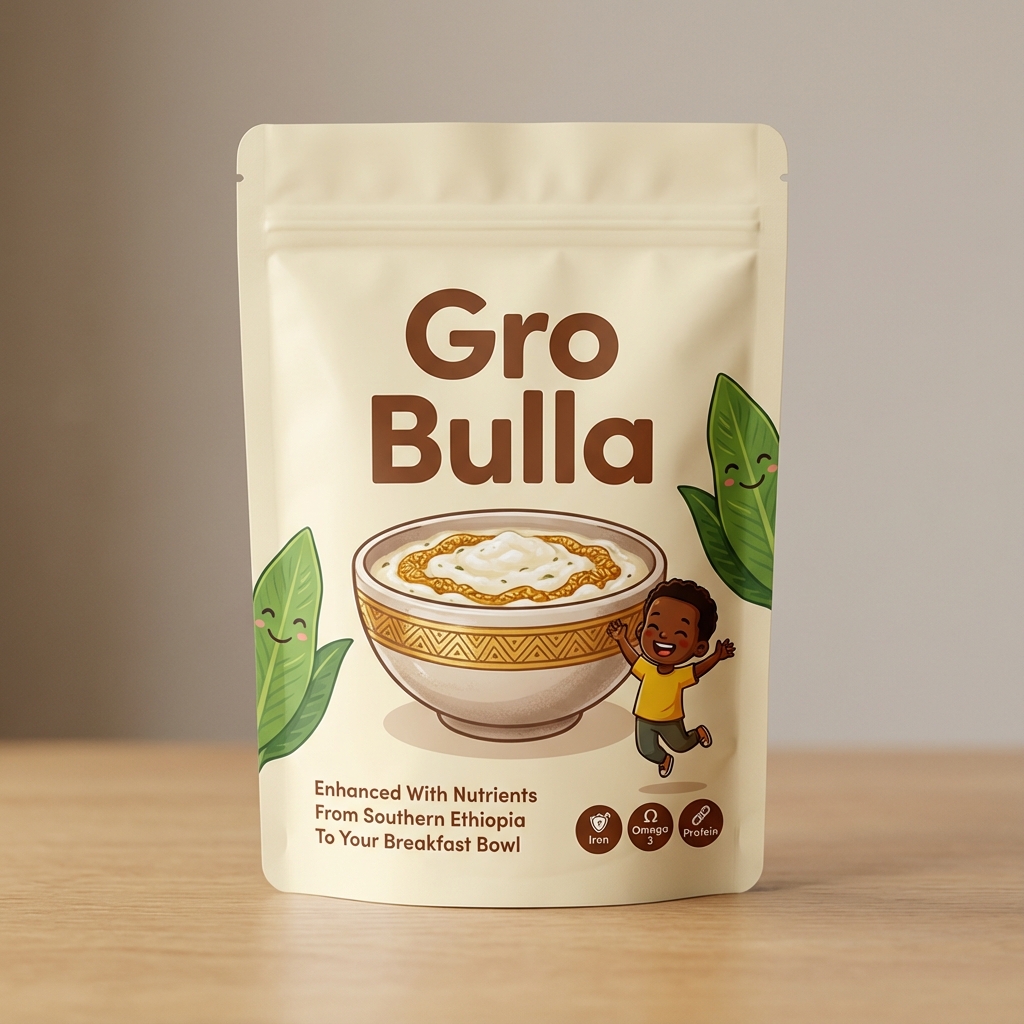 Gro
Bulla
Enhanced With Nutrients
From Southern Ethiopia
To Your Breakfast Bowl
Iron
Omega
3
Protein